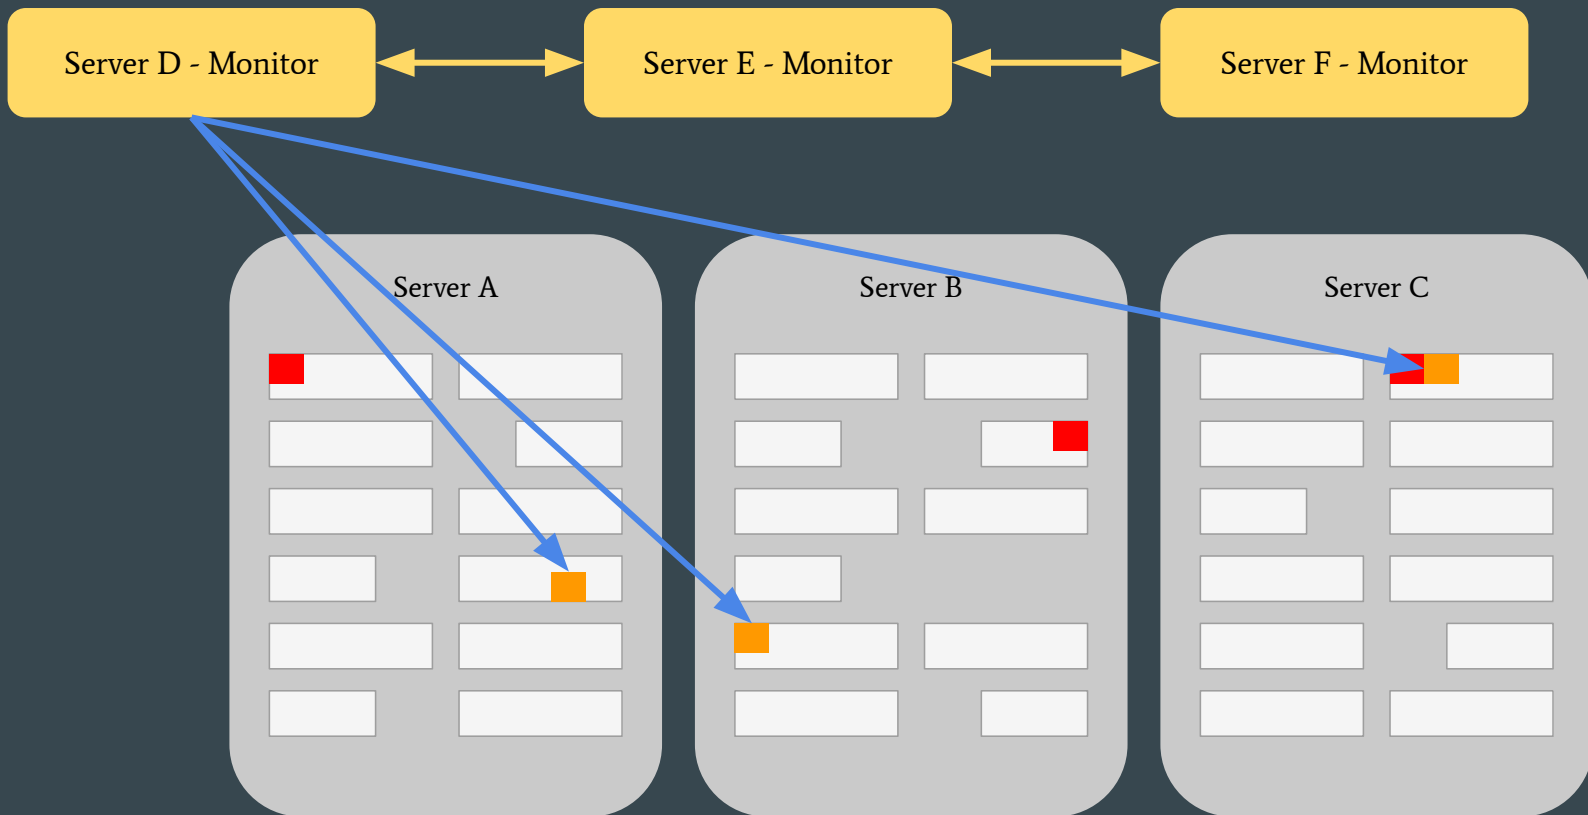 Server D - Monitor
Server E - Monitor
Server F - Monitor
Server A
Server B
Server C